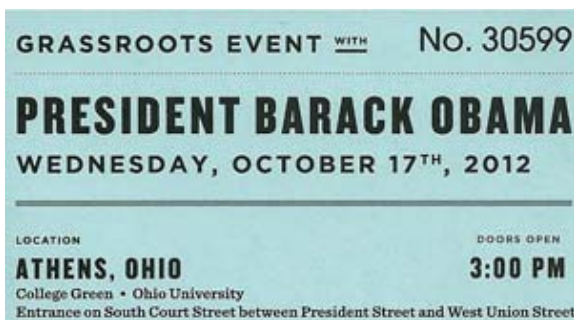 GRASSROOTS EVENT WITH No. 30599
PRESIDENT BARACK OBAMA
WEDNESDAY, OCTOBER 17TH, 2012
LOCATION DOORS OPEN
ATHENS, OHIO 3:00 PM
College Green • Ohio University
Entrance on South Court Street between President Street and West Union Street